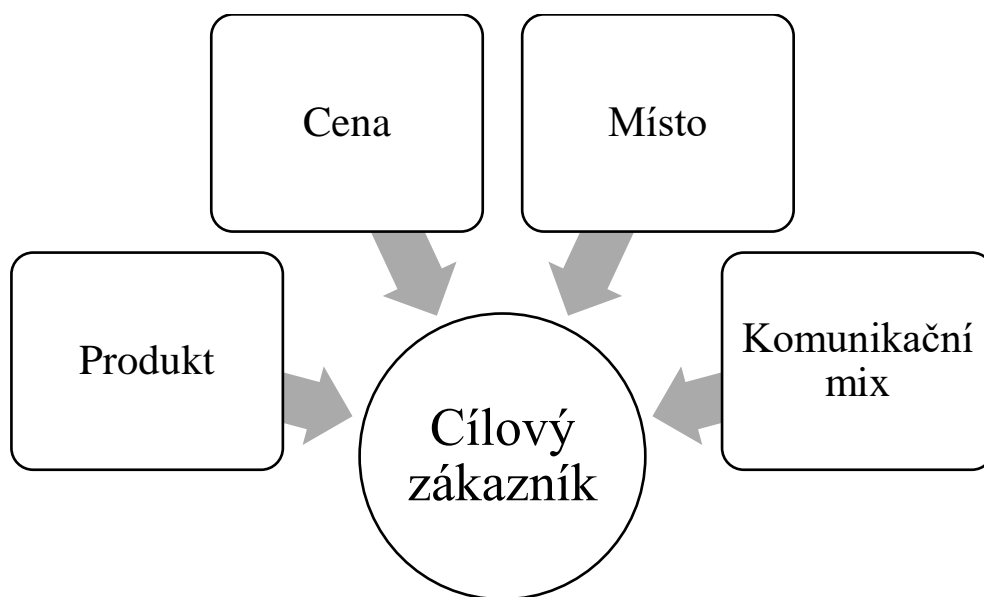 Cena
Místo
Produkt
Komunikační
mix
Cílový
zákazník